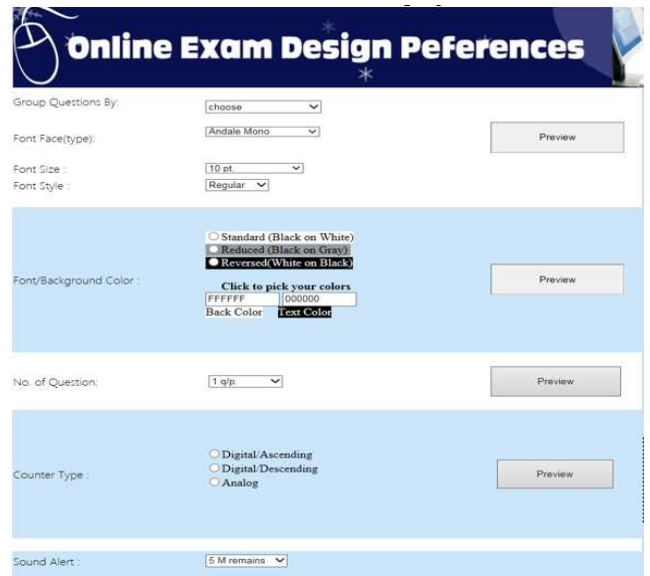 Online Exam Design Peferences
Group Questions By:
choose
Font Face(type):
Andale Mono
Preview
Font Size :
10 pt.
Font Style :
Regular
Standard (Black on White)
Reduced (Black on Gray)
Reversed(White on Black)
Font/Background Color :
Preview
Click to pick your colors
FFFFFF
000000
Back Color
Text Color
No. of Question:
1 q/p.
Preview
Digital/Ascending
Digital/Descending
Analog
Counter Type :
Preview
Sound Alert :
5 M remains